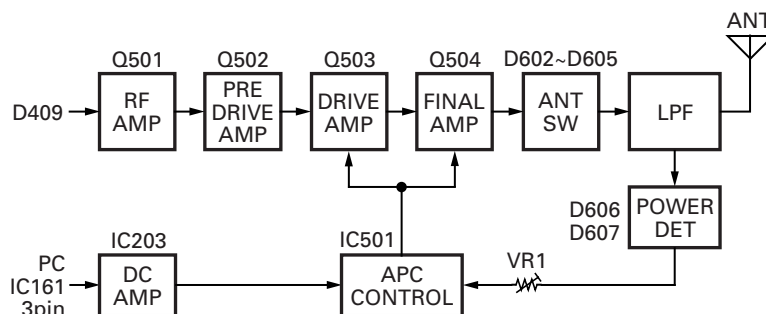 ANT
Q501
Q502
Q503
Q504
D602~D605
D409
RF
AMP
PRE
DRIVE
AMP
DRIVE
AMP
FINAL
AMP
ANT
SW
LPF
D606
D607
POWER
DET
IC203
IC501
VR1
PC
IC161
3pin
DC
AMP
APC
CONTROL